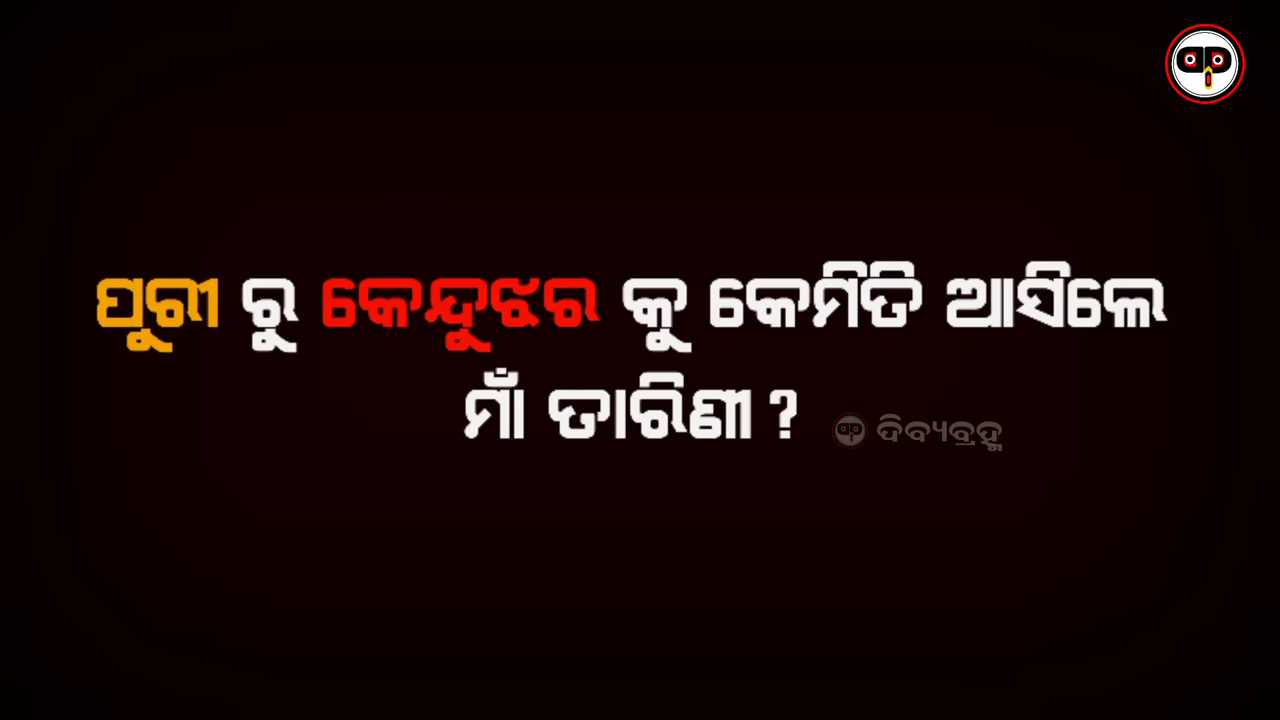 ପୁରୀ ରୁ କେନ୍ଦୁଝର କୁ କେମିତି ଆସିଲେ
ମାଁ ତାରିଣୀ ?
ଦିବ୍ୟବ୍ରହ୍ମ